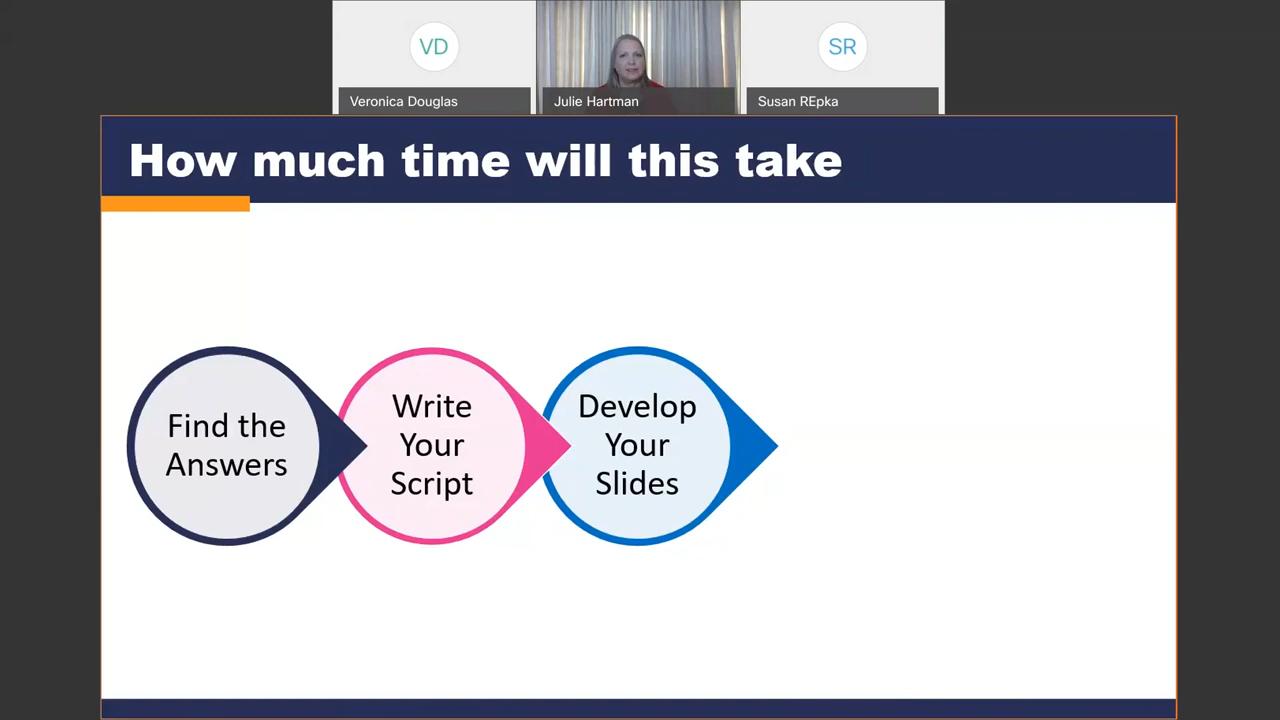 VD
SR
Veronica Douglas
Julie Hartman
Susan REpka
How much time will this take
Find the
Answers
Write
Your
Script
Develop
Your
Slides